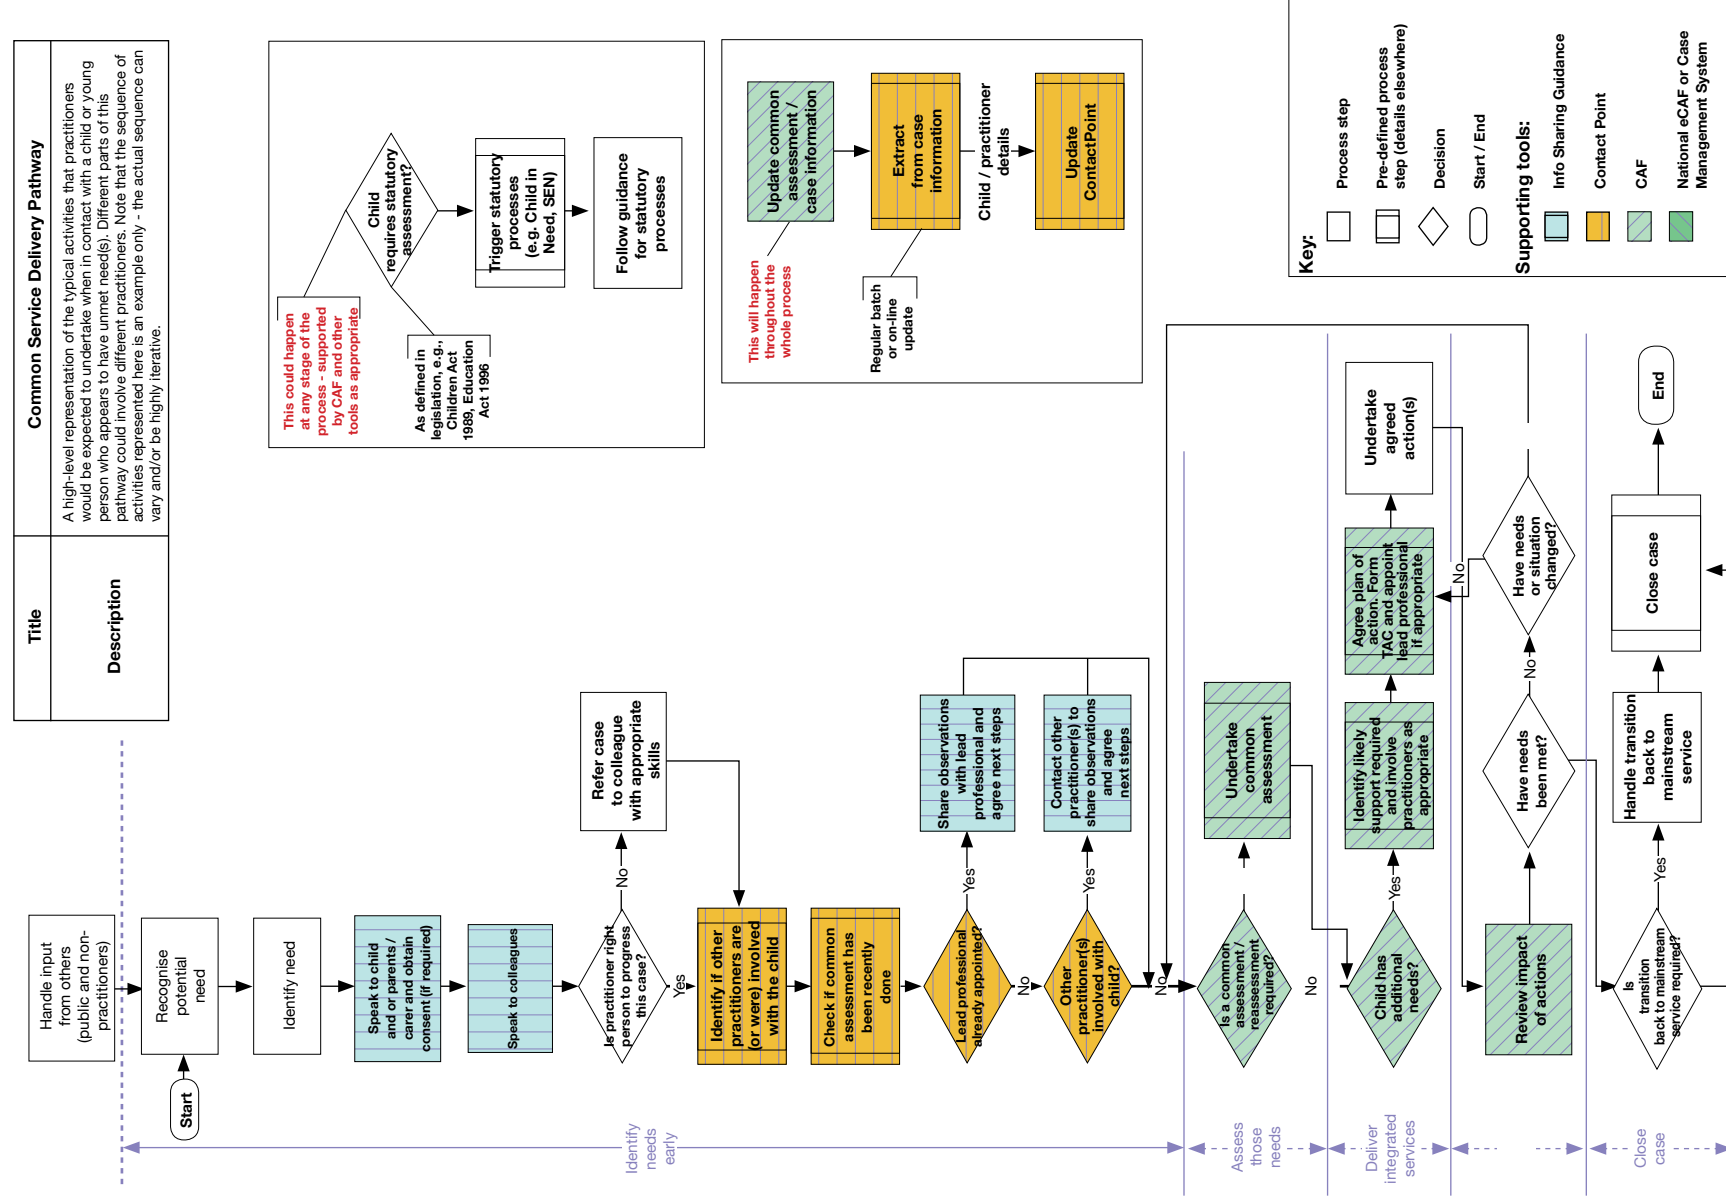 Title
Common Service Delivery Pathway
Description
A high-level representation of the typical activities that practitioners
would be expected to undertake when in contact with a child or young
person who appears to have unmet need(s). Different parts of this
pathway could involve different practitioners. Note that the sequence of
activities represented here is an example only - the actual sequence can
vary and/or be highly iterative.
This could happen
at any stage of the
process - supported
by CAF and other
tools as appropriate
Child
requires statutory
assessment?
As defined in
legislation, e.g.,
Children Act
1989, Education
Act 1996
Trigger statutory
processes
(e.g. Child in
Need, SEN)
Follow guidance
for statutory
processes
This will happen
throughout the
whole process
Update common
assessment /
case information
Regular batch
or on-line
update
Extract
from case
information
Child / practitioner
details
Update
ContactPoint
Key:
Process step
Pre-defined process
step (details elsewhere)
Decision
Start / End
Supporting tools:
Info Sharing Guidance
Contact Point
CAF
National eCAF or Case
Management System
Handle input
from others
(public and non-
practitioners)
Start
Recognise
potential
need
Identify need
Speak to child
and or parents /
carer and obtain
consent (if required)
Speak to colleagues
Is practitioner right
person to progress
this case?
No
Refer case
to colleague
with appropriate
skills
Yes
Identify if other
practitioners are
(or were) involved
with the child
Check if common
assessment has
been recently
done
Lead professional
already appointed?
Yes
Share observations
with lead
professional and
agree next steps
No
Other
practitioner(s)
involved with
child?
Yes
Contact other
practitioner(s) to
share observations
and agree
next steps
No
Is a common
assessment /
reassessment
required?
Undertake
common
assessment
No
Child has
additional
needs?
Yes
Identify likely
support required
and involve
practitioners as
appropriate
Agree plan of
action. Form
TAC and appoint
lead professional
if appropriate
Undertake
agreed
action(s)
No
Review impact
of actions
Have needs
been met?
No
Have needs
or situation
changed?
Is
transition
back to mainstream
service required?
Yes
Handle transition
back to
mainstream
service
Close case
End
Identify
needs
early
Assess
those
needs
Deliver
integrated
services
Close
case